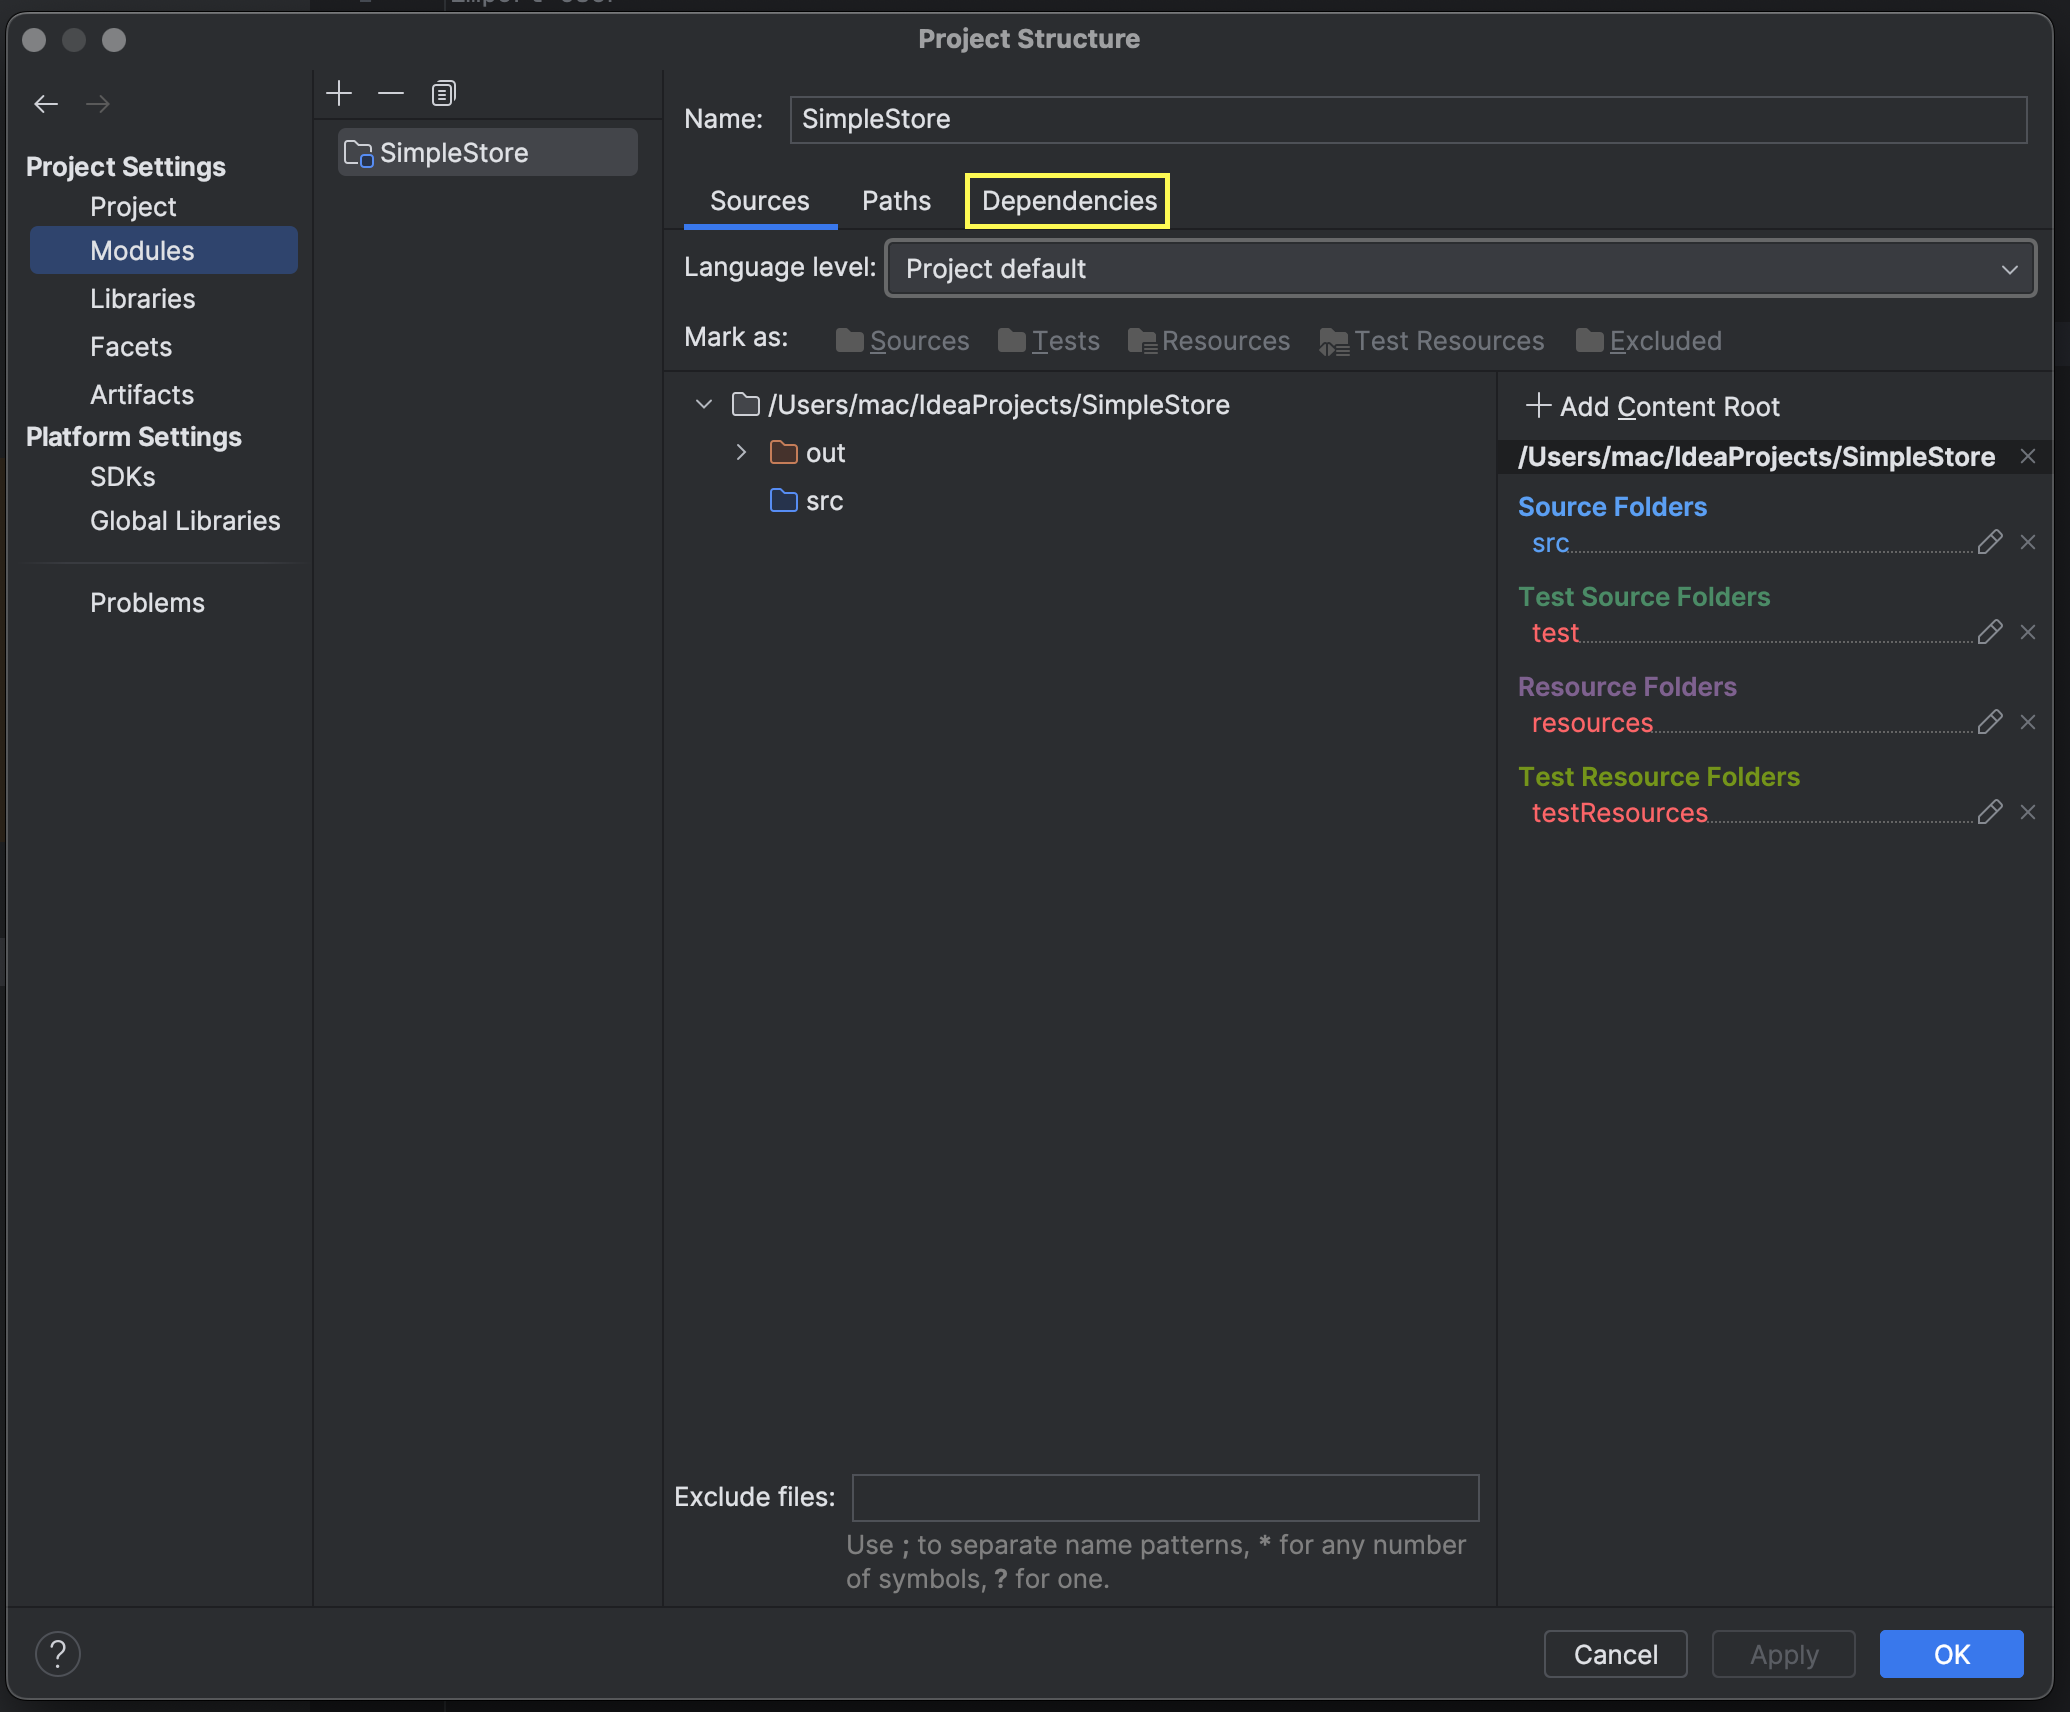 Project Structure
Project Settings
Project
Modules
Libraries
Facets
Artifacts
Platform Settings
SDKs
Global Libraries
Problems
SimpleStore
Name: SimpleStore
Sources Paths Dependencies
Language level: Project default
Mark as: Sources Tests Resources Test Resources Excluded
/Users/mac/IdeaProjects/SimpleStore
out
src
Add Content Root
/Users/mac/IdeaProjects/SimpleStore
Source Folders
src
Test Source Folders
test
Resource Folders
resources
Test Resource Folders
testResources
Exclude files:
Use ; to separate name patterns, * for any number
of symbols, ? for one.
?
Cancel Apply OK